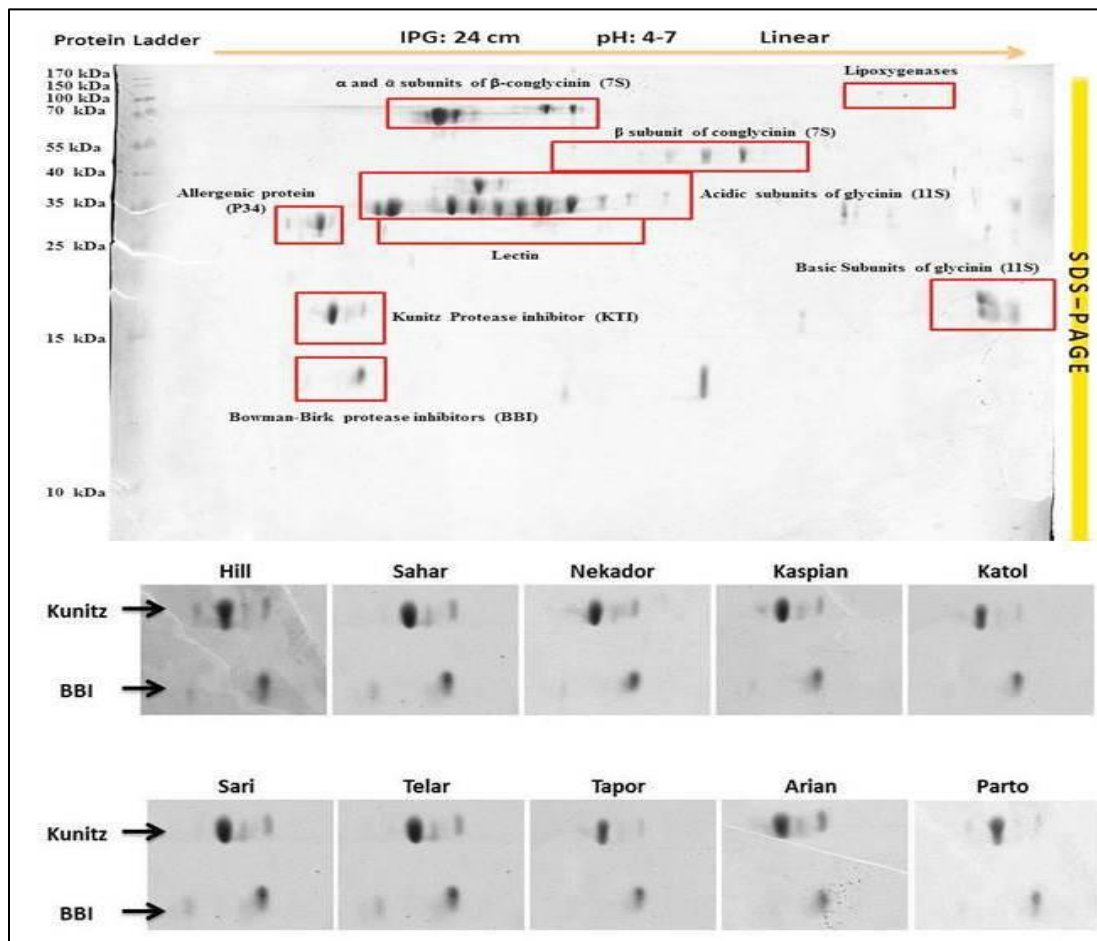 Protein Ladder IPG: 24 cm pH: 4-7 Linear
170 kDa
150 kDa
100 kDa
70 kDa
55 kDa
40 kDa
35 kDa
25 kDa
15 kDa
10 kDa
α and ά subunits of β-conglycinin (7S)
Lipoxygenases
β subunit of conglycinin (7S)
Allergenic protein
(P34)
Acidic subunits of glycinin (11S)
Lectin
Basic Subunits of glycinin (11S)
Kunitz Protease inhibitor (KTI)
Bowman-Birk protease inhibitors (BBI)
SDS-PAGE
Hill Sahar Nekador Kaspian Katol
Kunitz
BBI
Sari Telar Tapor Arian Parto
Kunitz
BBI